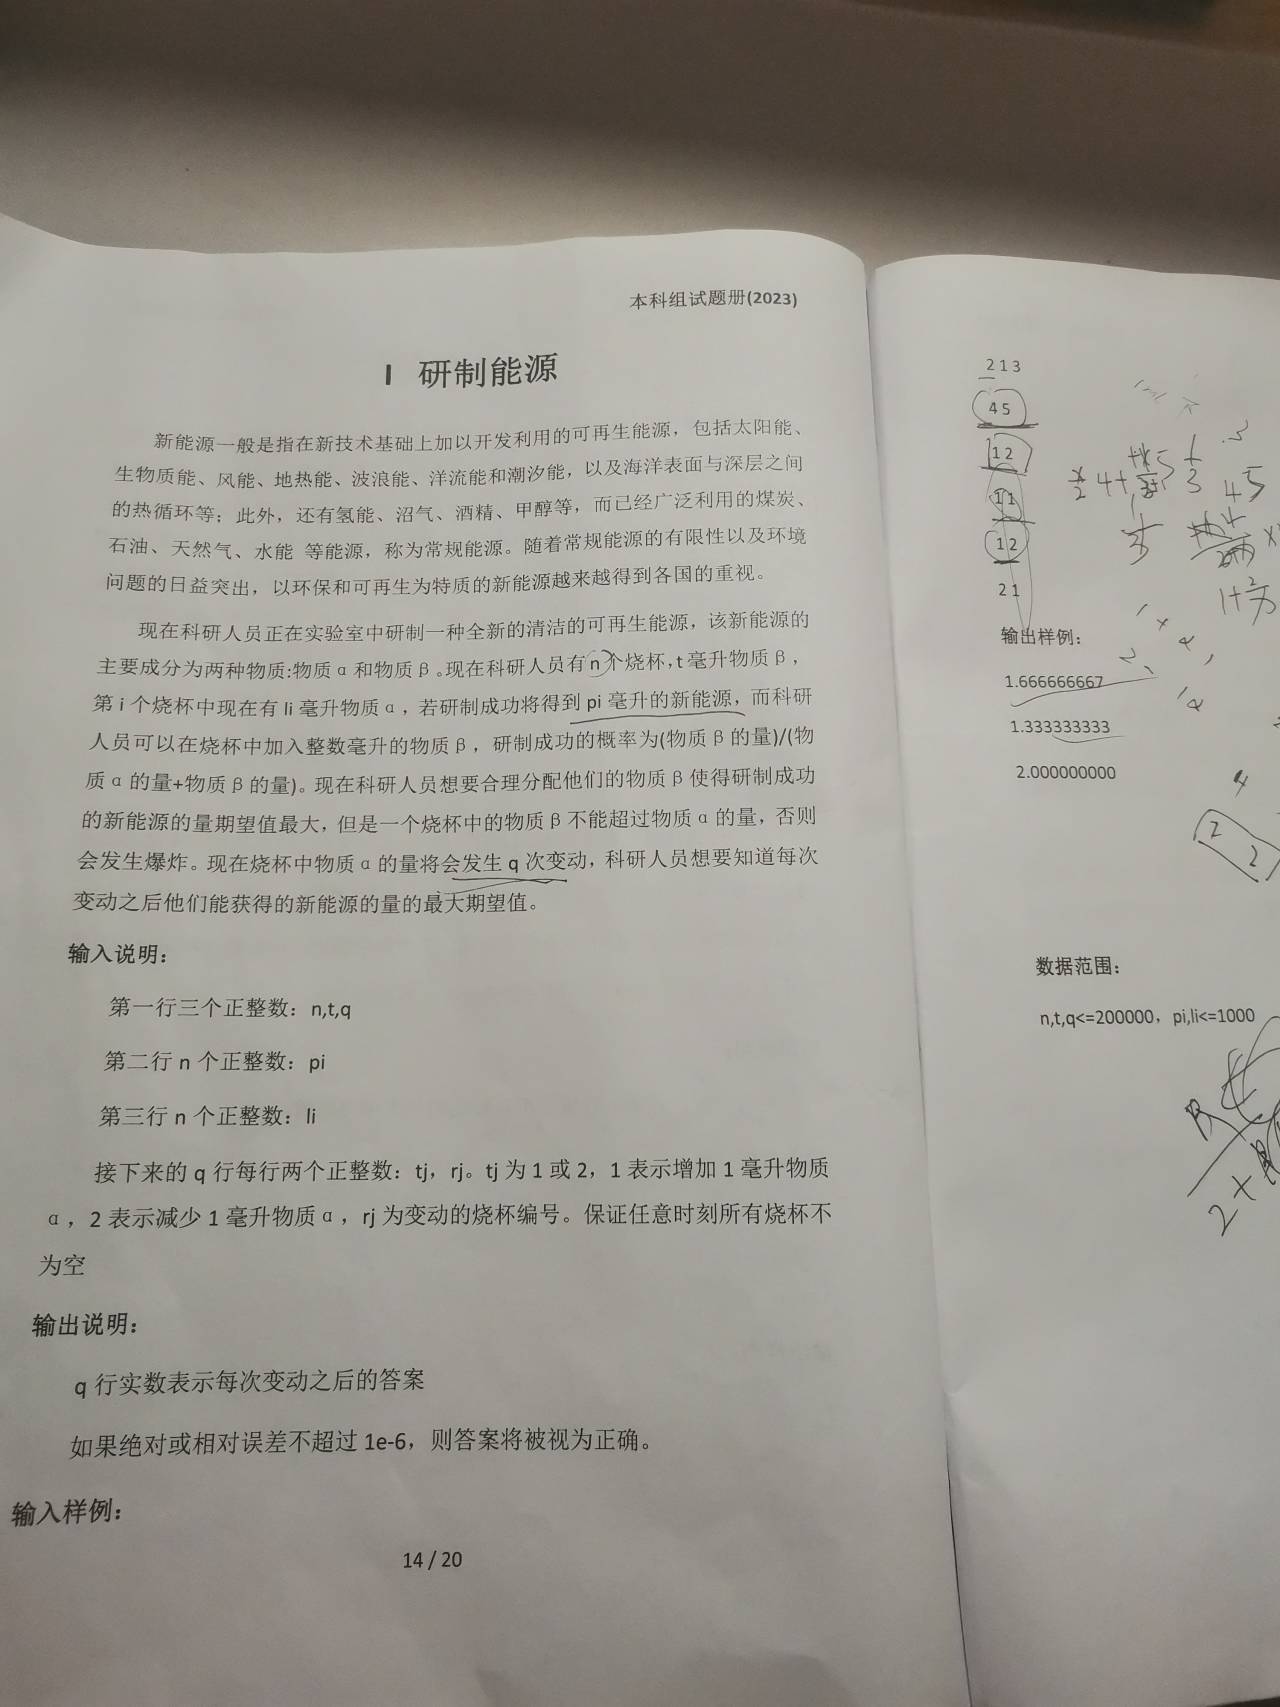 本科组试题册(2023)
I 研制能源
新能源一般是指在新技术基础上加以开发利用的可再生能源，包括太阳能、
生物质能、风能、地热能、波浪能、洋流能和潮汐能，以及海洋表面与深层之间
的热循环等；此外，还有氢能、沼气、酒精、甲醇等，而已经广泛利用的煤炭、
石油、天然气、水能 等能源，称为常规能源。随着常规能源的有限性以及环境
问题的日益突出，以环保和可再生为特质的新能源越来越得到各国的重视。
现在科研人员正在实验室中研制一种全新的清洁的可再生能源，该新能源的
主要成分为两种物质:物质α和物质β。现在科研人员有 n 个烧杯，t 毫升物质β，
第 i 个烧杯中现在有 li 毫升物质α，若研制成功将得到 pi 毫升的新能源，而科研
人员可以在烧杯中加入整数毫升的物质β，研制成功的概率为(物质β的量)/(物
质α的量+物质β的量)。现在科研人员想要合理分配他们的物质β使得研制成功
的新能源的量期望值最大，但是一个烧杯中的物质β不能超过物质α的量，否则
会发生爆炸。现在烧杯中物质α的量将会发生 q 次变动，科研人员想要知道每次
变动之后他们能获得的新能源的量的最大期望值。
输入说明：
第一行三个正整数：n,t,q
第二行 n 个正整数：pi
第三行 n 个正整数：li
接下来的 q 行每行两个正整数：tj，rj。tj 为 1 或 2，1 表示增加 1 毫升物质
α，2 表示减少 1 毫升物质α，rj 为变动的烧杯编号。保证任意时刻所有烧杯不
为空
输出说明：
q 行实数表示每次变动之后的答案
如果绝对或相对误差不超过 1e-6，则答案将被视为正确。
输入样例：
14 / 20
2 1 3
4 5
1 2
1 1
1 2
2 1
输出样例：
1.666666667
1.333333333
2.000000000
4
2
2
数据范围：
n,t,q<=200000，pi,li<=1000